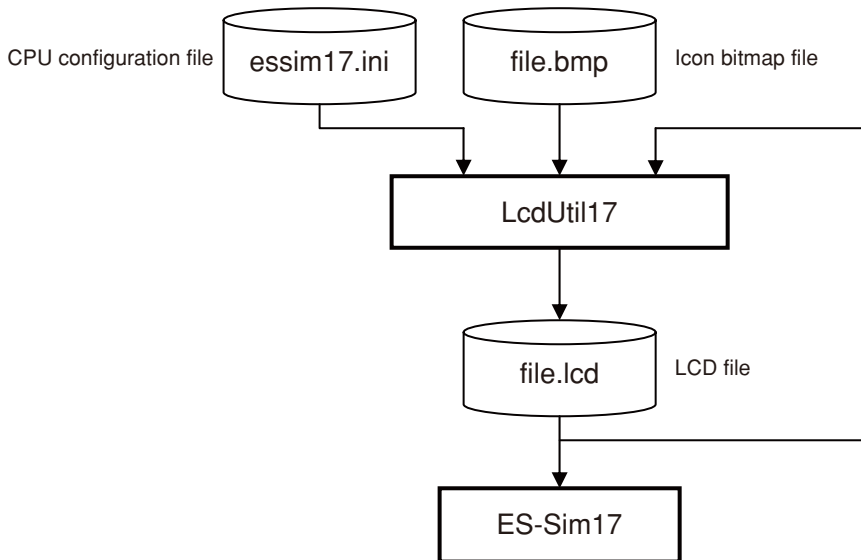 CPU configuration file
essim17.ini
file.bmp
Icon bitmap file
LcdUtil17
file.lcd
LCD file
ES-Sim17